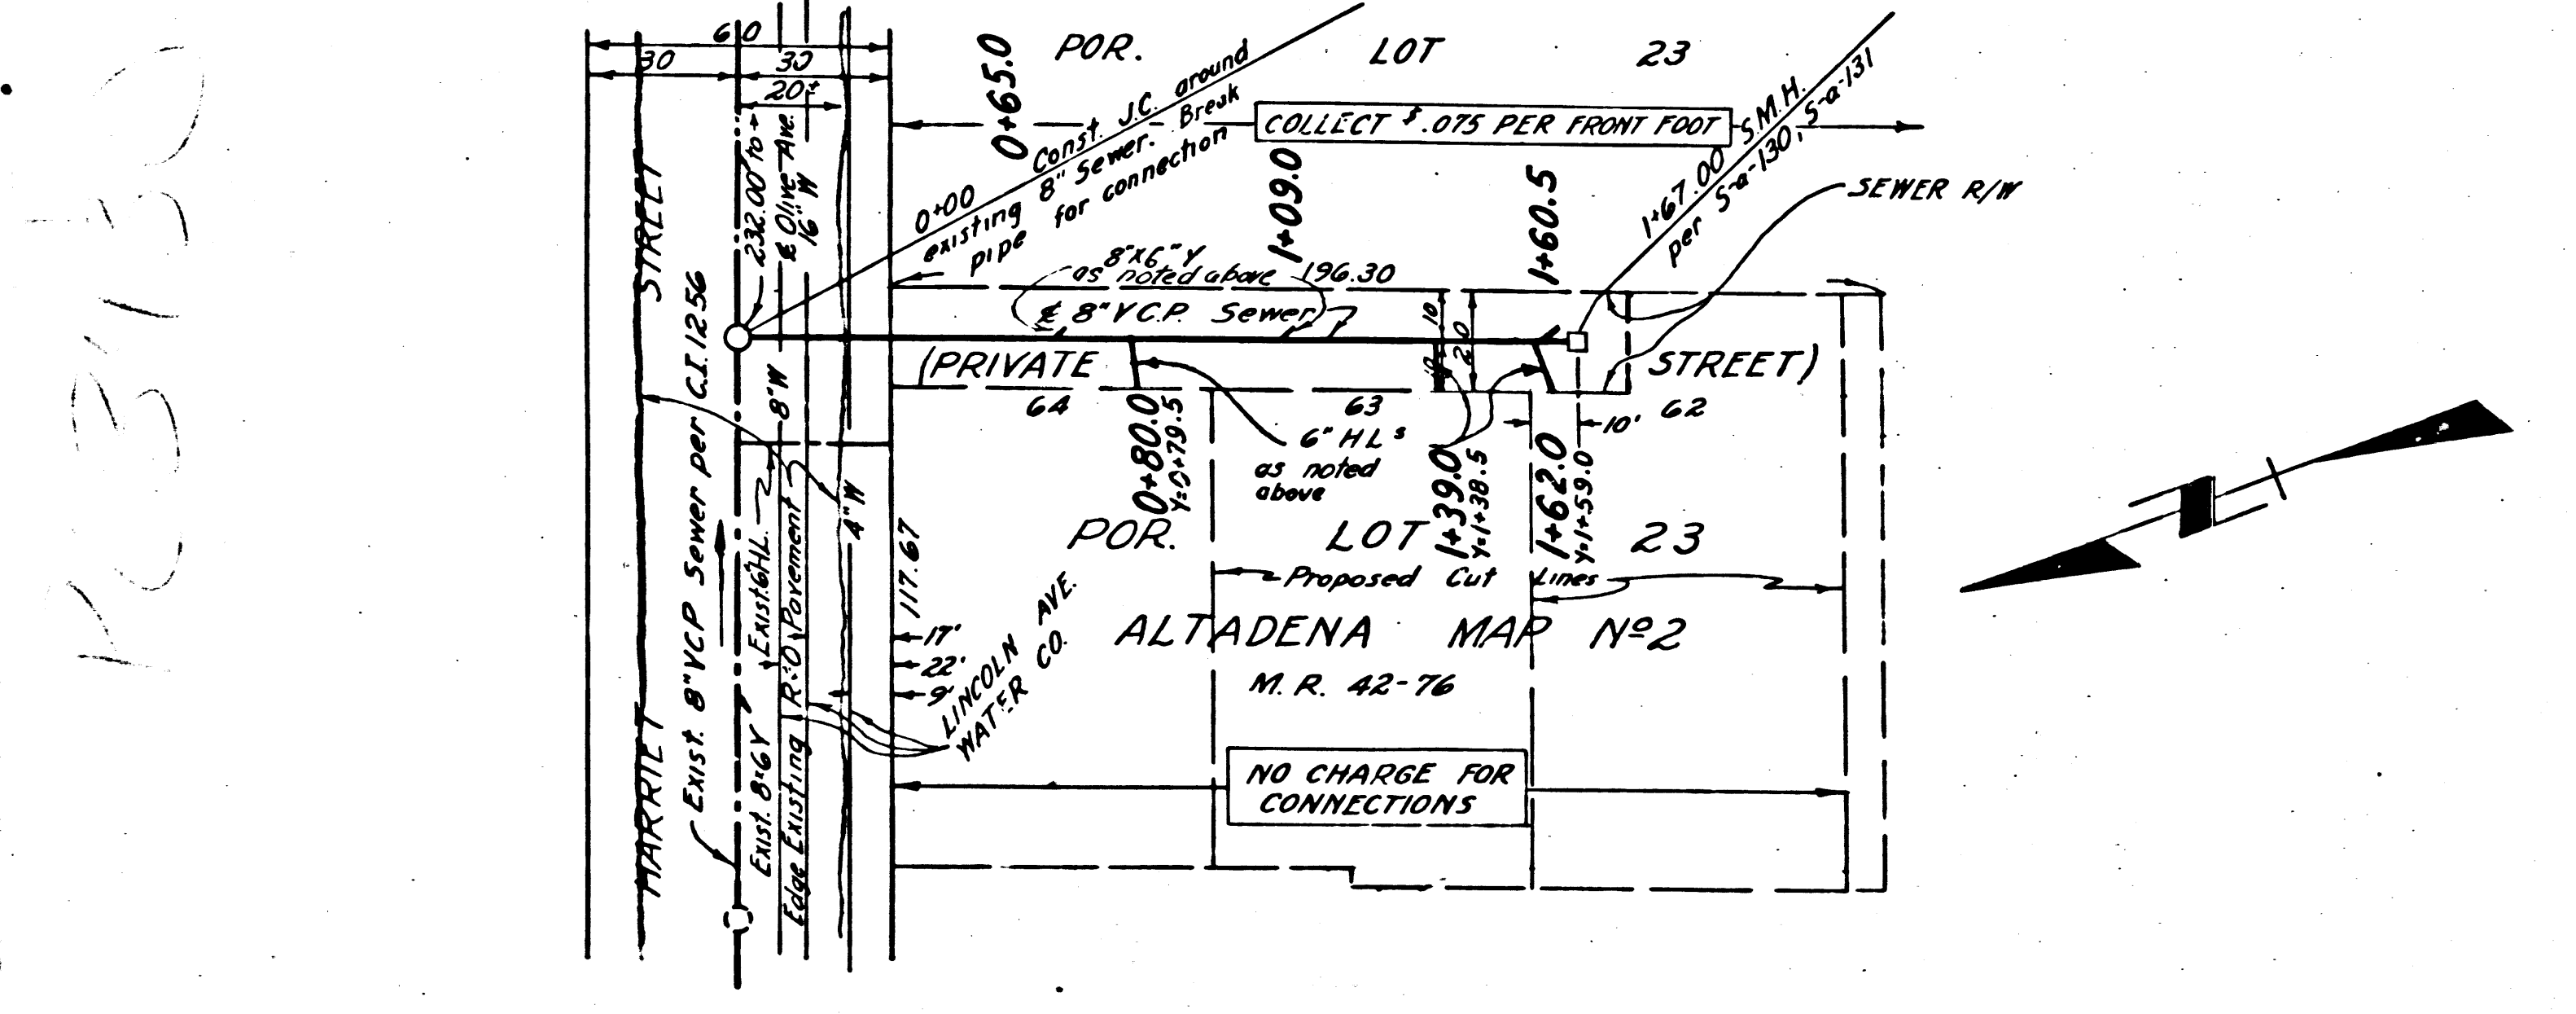 60
30
30
20±
POR. LOT 23
0+65.0
COLLECT $.075 PER FRONT FOOT
0+00 Const. J.C. around
existing 8" Sewer. Break
pipe for connection
1+09.0
1+60.5
1+67.00 S.M.H.
per S-a-130, S-a-131
SEWER R/W
232.00 to
℄ Olive Ave.
16" W
8"x6" Y
as noted above
196.30
℄ 8" V.C.P. Sewer
10
20
(PRIVATE STREET)
64
63
62
10'
0+80.0
Y=0+79.5
6" HLs
as noted
above
1+39.0
Y=1+38.5
1+62.0
Y=1+59.0
HARRIET STREET
Exist. 8" VCP Sewer per C.I. 1256
8" W
Exist. 6" HL.
Exist. 8"x6" Y
Edge Existing R.&O. Pavement
4" W
117.67
17'
22'
9'
LINCOLN AVE.
WATER CO.
POR. LOT 23
Proposed Cut Lines
ALTADENA MAP Nº2
M. R. 42-76
NO CHARGE FOR
CONNECTIONS
N